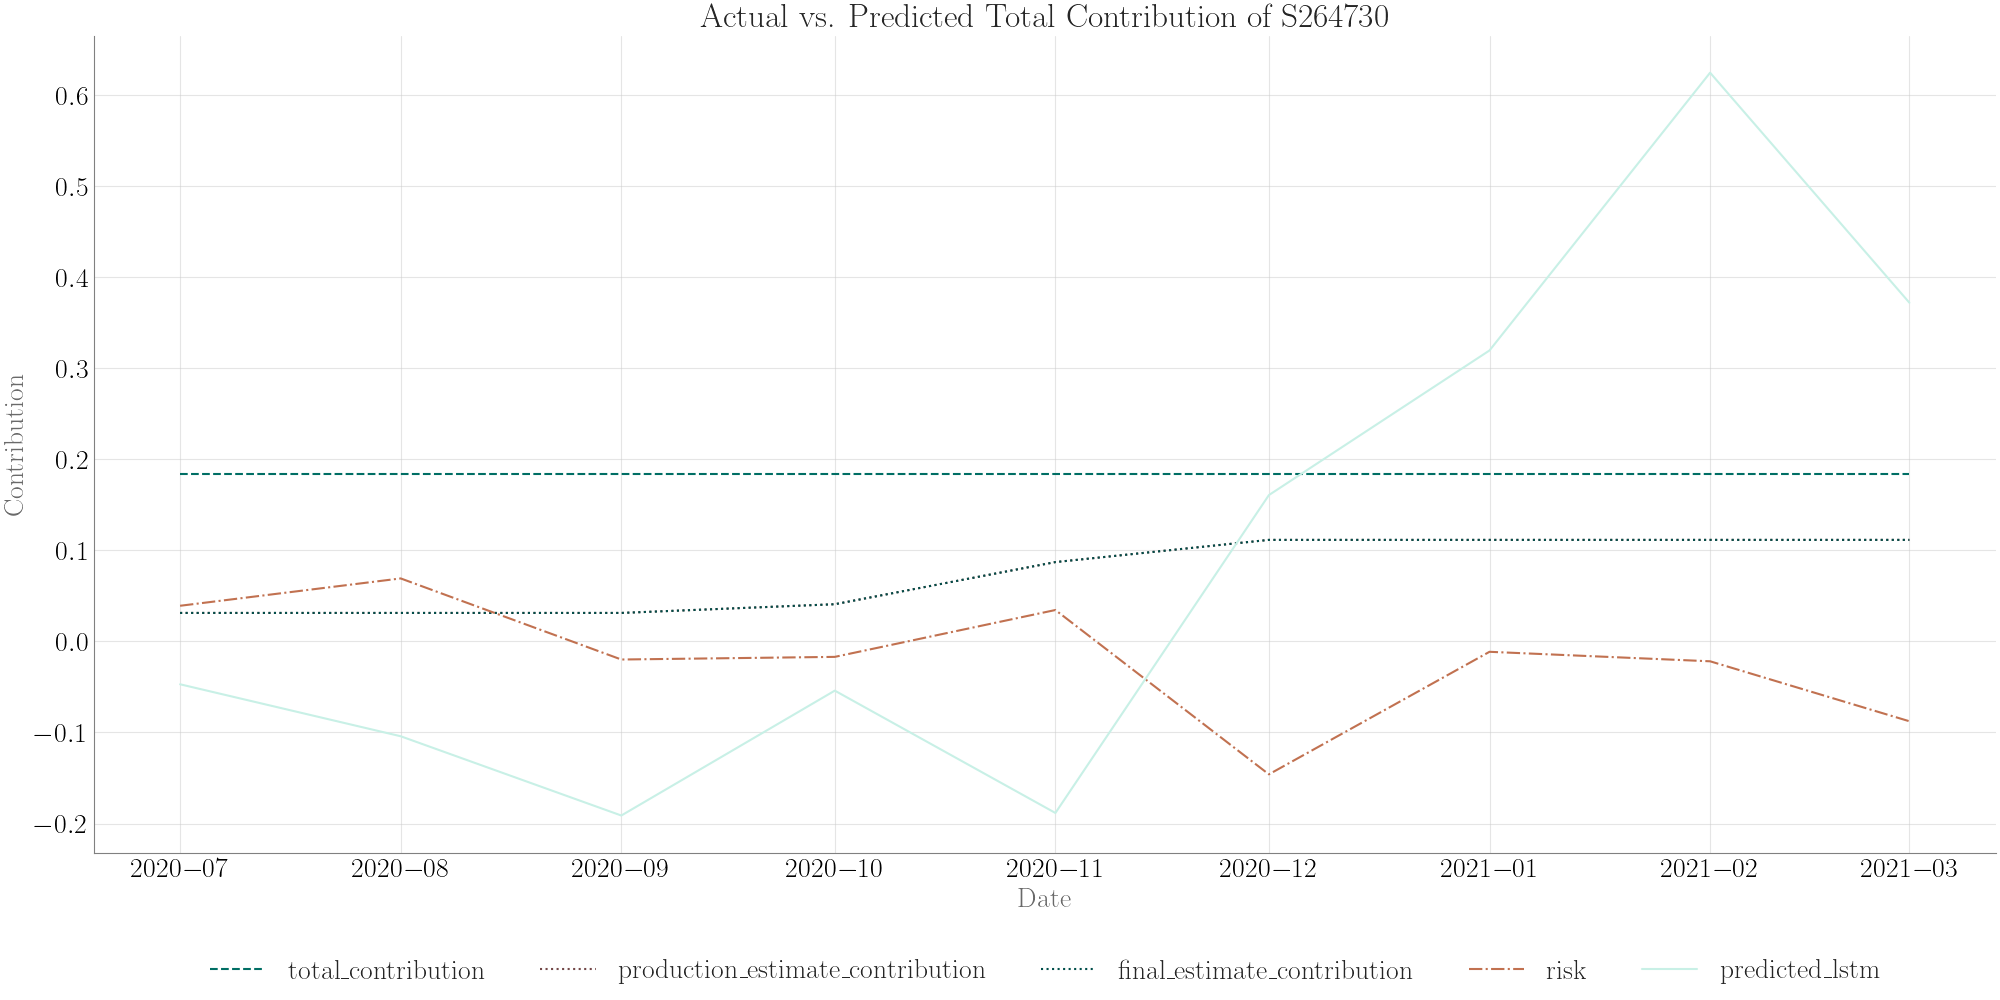 Actual vs. Predicted Total Contribution of S264730
Contribution
0.6
0.5
0.4
0.3
0.2
0.1
0.0
−0.1
−0.2
2020−07 2020−08 2020−09 2020−10 2020−11 2020−12 2021−01 2021−02 2021−03
Date
total_contribution production_estimate_contribution final_estimate_contribution risk predicted_lstm